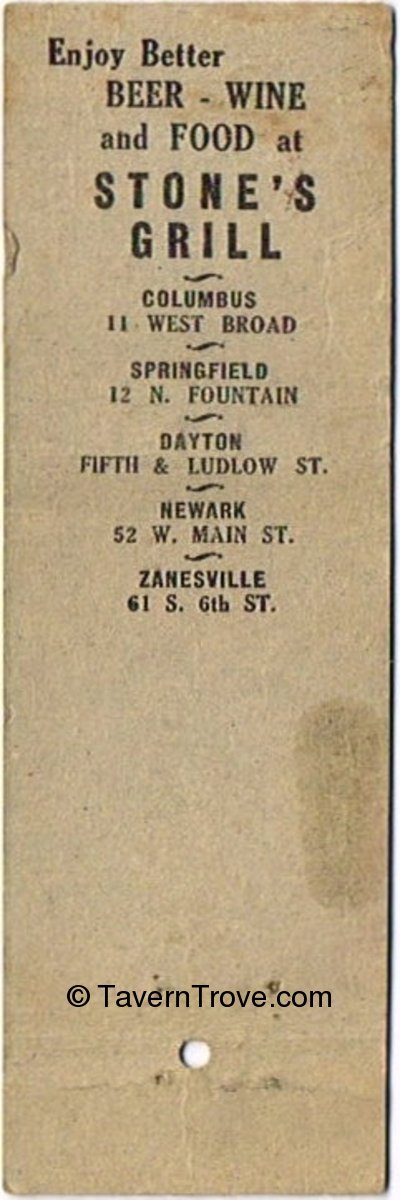 Enjoy Better
BEER - WINE
and FOOD at
STONE'S
GRILL
COLUMBUS
11 WEST BROAD
SPRINGFIELD
12 N. FOUNTAIN
DAYTON
FIFTH & LUDLOW ST.
NEWARK
52 W. MAIN ST.
ZANESVILLE
61 S. 6th ST.
© TavernTrove.com